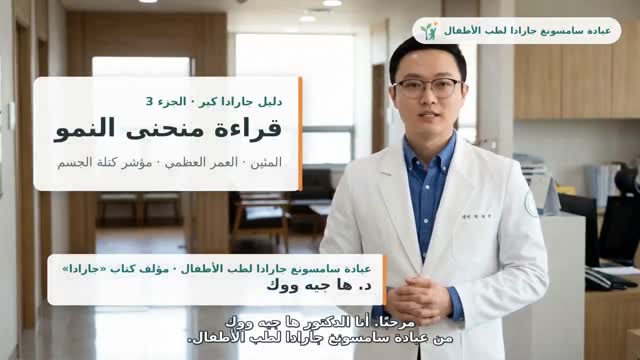 عيادة سامسونغ جارادا لطب الأطفال
دليل جارادا كير · الجزء 3
قراءة منحنى النمو
المئين · العمر العظمي · مؤشر كتلة الجسم
عيادة سامسونغ جارادا لطب الأطفال · مؤلف كتاب «جارادا»
د. ها جيه ووك
مرحبًا. أنا الدكتور ها جيه ووك
من عيادة سامسونغ جارادا لطب الأطفال.